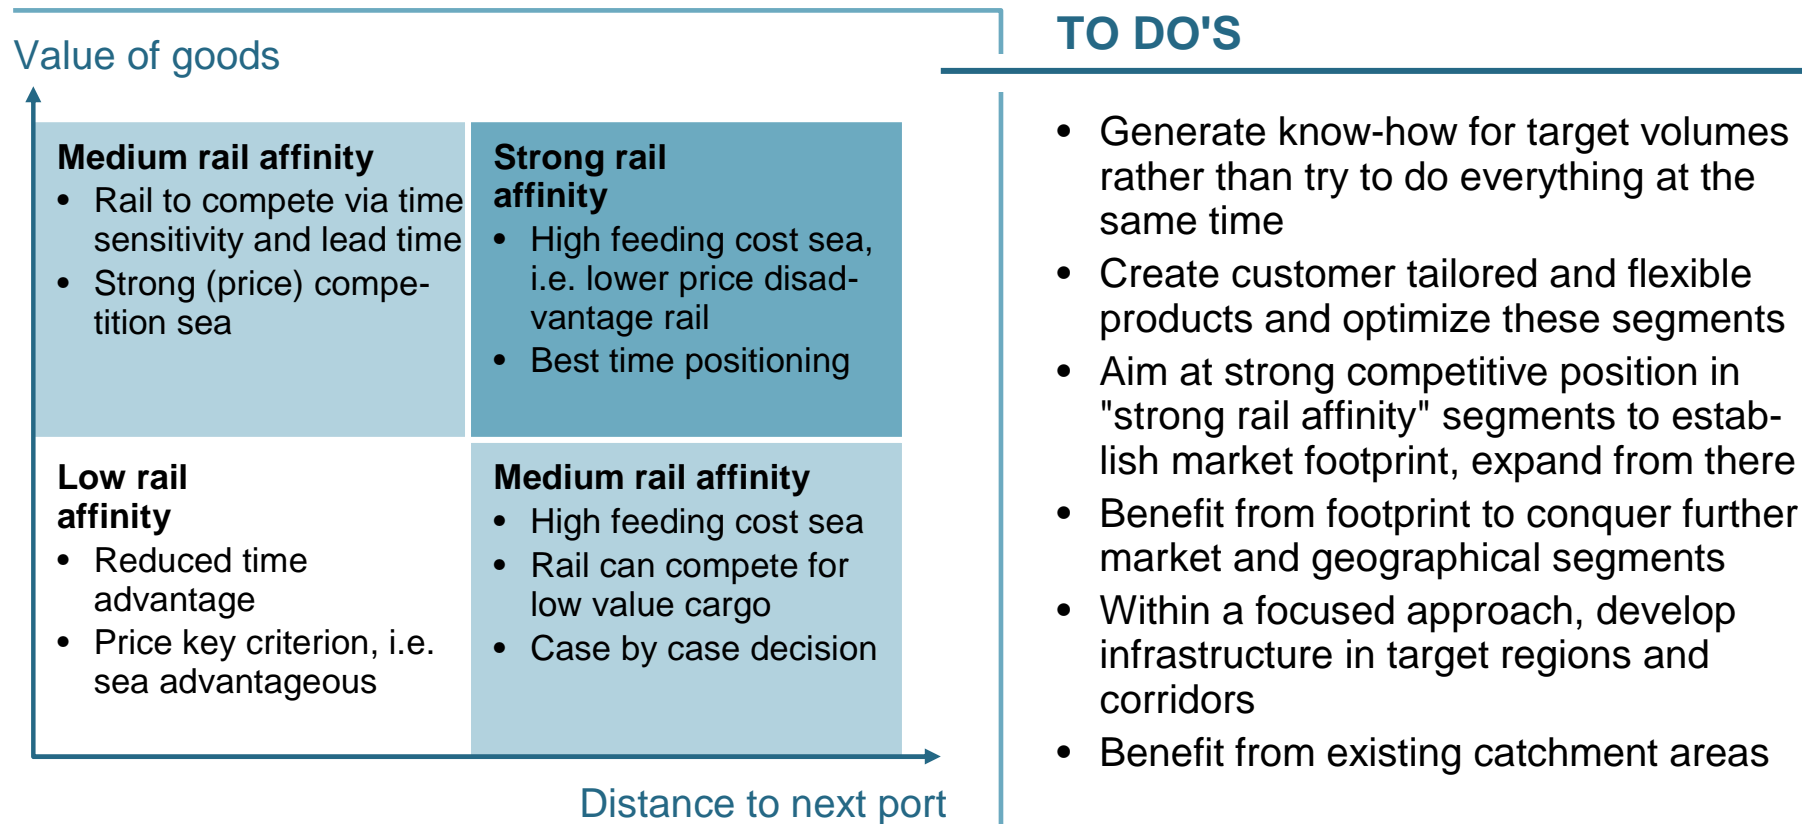 Value of goods
Medium rail affinity
• Rail to compete via time
sensitivity and lead time
• Strong (price) compe-
tition sea
Strong rail
affinity
• High feeding cost sea,
i.e. lower price disad-
vantage rail
• Best time positioning
Low rail
affinity
• Reduced time
advantage
• Price key criterion, i.e.
sea advantageous
Medium rail affinity
• High feeding cost sea
• Rail can compete for
low value cargo
• Case by case decision
Distance to next port
TO DO'S
• Generate know-how for target volumes
rather than try to do everything at the
same time
• Create customer tailored and flexible
products and optimize these segments
• Aim at strong competitive position in
"strong rail affinity" segments to estab-
lish market footprint, expand from there
• Benefit from footprint to conquer further
market and geographical segments
• Within a focused approach, develop
infrastructure in target regions and
corridors
• Benefit from existing catchment areas